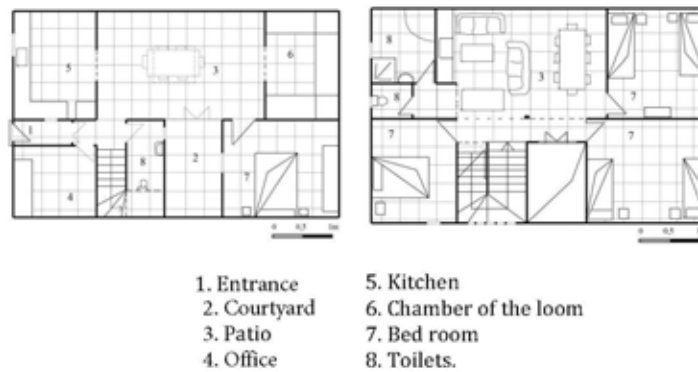 5
3
6
1
8
2
4
7
0 0,5 1m
8
3
8
7
7
7
0 0,5
1. Entrance
2. Courtyard
3. Patio
4. Office
5. Kitchen
6. Chamber of the loom
7. Bed room
8. Toilets.